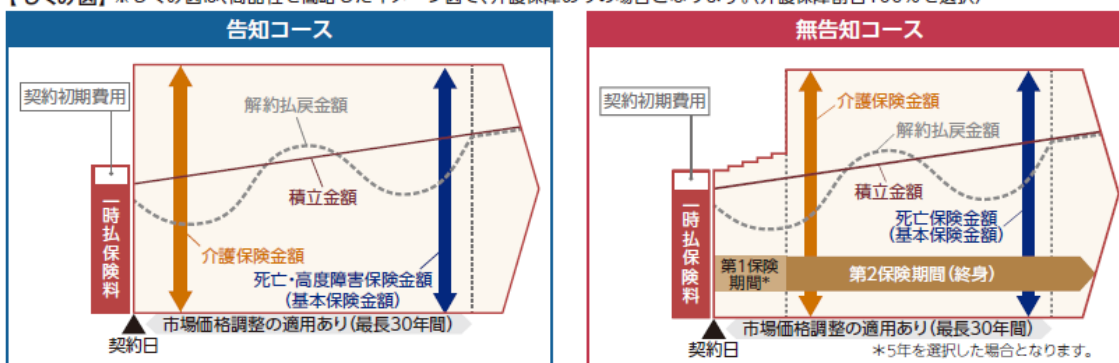 【しくみ図】※しくみ図は、商品性を簡略したイメージ図で、介護保障ありの場合となります。(介護保障割合100%を選択)
告知コース
契約初期費用
解約払戻金額
積立金額
一時払保険料
介護保険金額
死亡・高度障害保険金額
(基本保険金額)
市場価格調整の適用あり(最長30年間)
契約日
無告知コース
契約初期費用
介護保険金額
解約払戻金額
積立金額
一時払保険料
死亡保険金額
(基本保険金額)
第1保険
期間*
第2保険期間(終身)
市場価格調整の適用あり(最長30年間)
契約日
*5年を選択した場合となります。